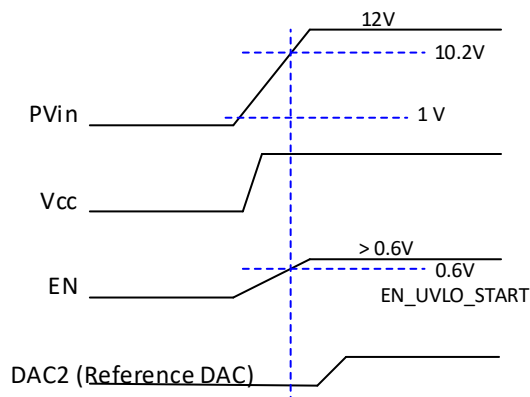 12V
10.2V
PVin
1 V
Vcc
> 0.6V
0.6V
EN
EN_UVLO_START
DAC2 (Reference DAC)